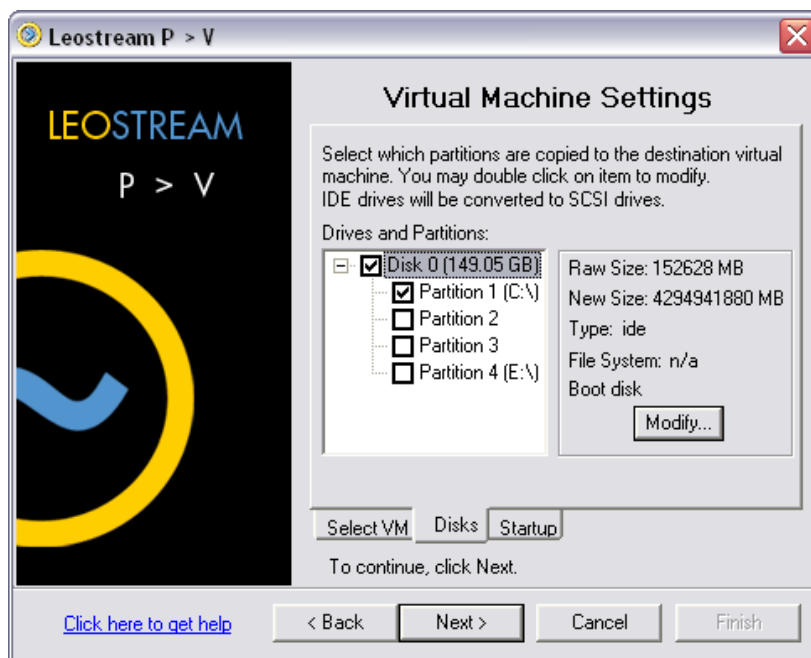 Leostream P > V
LEOSTREAM
P > V
Virtual Machine Settings
Select which partitions are copied to the destination virtual
machine. You may double click on item to modify.
IDE drives will be converted to SCSI drives.
Drives and Partitions:
Disk 0 (149.05 GB)
Partition 1 (C:\)
Partition 2
Partition 3
Partition 4 (E:\)
Raw Size: 152628 MB
New Size: 4294941880 MB
Type: ide
File System: n/a
Boot disk
Modify...
Select VM Disks Startup
To continue, click Next.
Click here to get help < Back Next > Cancel Finish